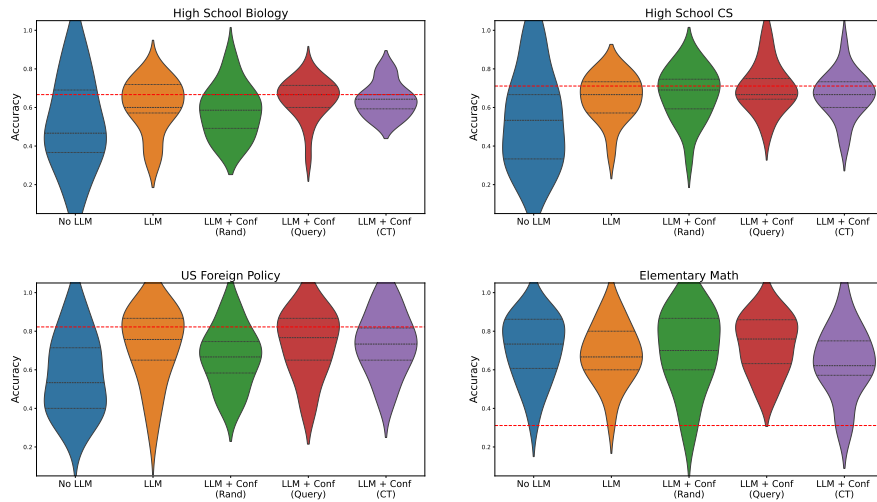 High School Biology
Accuracy
1.0
0.8
0.6
0.4
0.2
No LLM LLM LLM + Conf LLM + Conf LLM + Conf
(Rand) (Query) (CT)
High School CS
Accuracy
1.0
0.8
0.6
0.4
0.2
No LLM LLM LLM + Conf LLM + Conf LLM + Conf
(Rand) (Query) (CT)
US Foreign Policy
Accuracy
1.0
0.8
0.6
0.4
0.2
No LLM LLM LLM + Conf LLM + Conf LLM + Conf
(Rand) (Query) (CT)
Elementary Math
Accuracy
1.0
0.8
0.6
0.4
0.2
No LLM LLM LLM + Conf LLM + Conf LLM + Conf
(Rand) (Query) (CT)